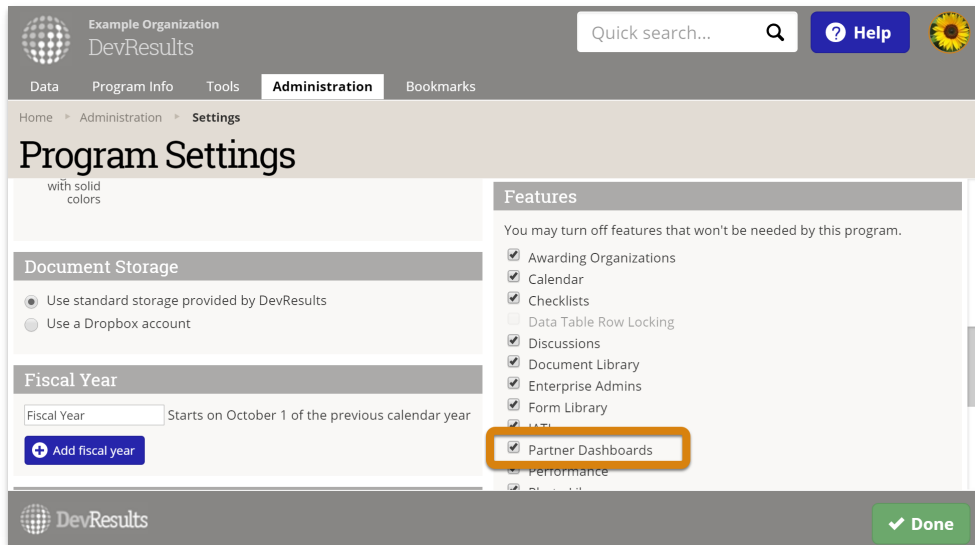 Example Organization
DevResults
Quick search...
? Help
Data Program Info Tools Administration Bookmarks
Home Administration Settings
Program Settings
with solid
colors
Document Storage
Use standard storage provided by DevResults
Use a Dropbox account
Fiscal Year
Fiscal Year Starts on October 1 of the previous calendar year
Add fiscal year
Features
You may turn off features that won't be needed by this program.
Awarding Organizations
Calendar
Checklists
Data Table Row Locking
Discussions
Document Library
Enterprise Admins
Form Library
IATI
Partner Dashboards
Performance
DevResults
Done